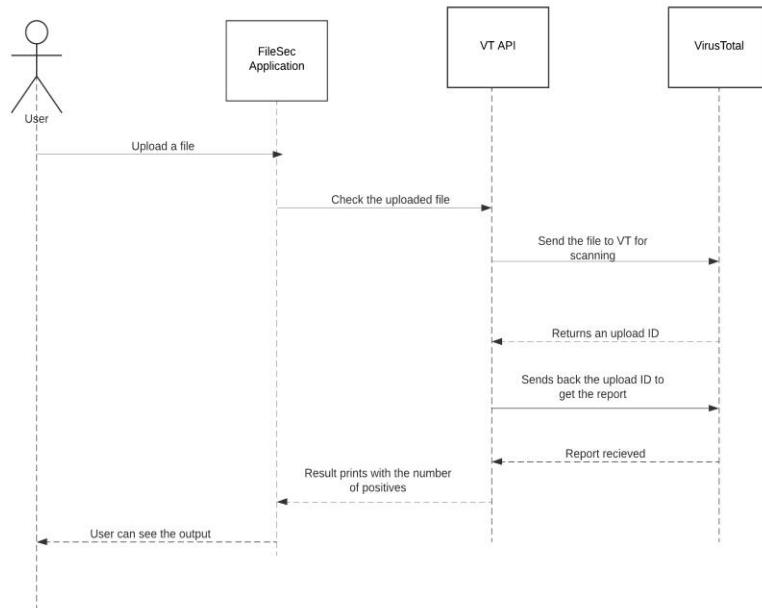 FileSec
Application
VT API
VirusTotal
User
Upload a file
Check the uploaded file
Send the file to VT for
scanning
Returns an upload ID
Sends back the upload ID to
get the report
Report recieved
Result prints with the number
of positives
User can see the output